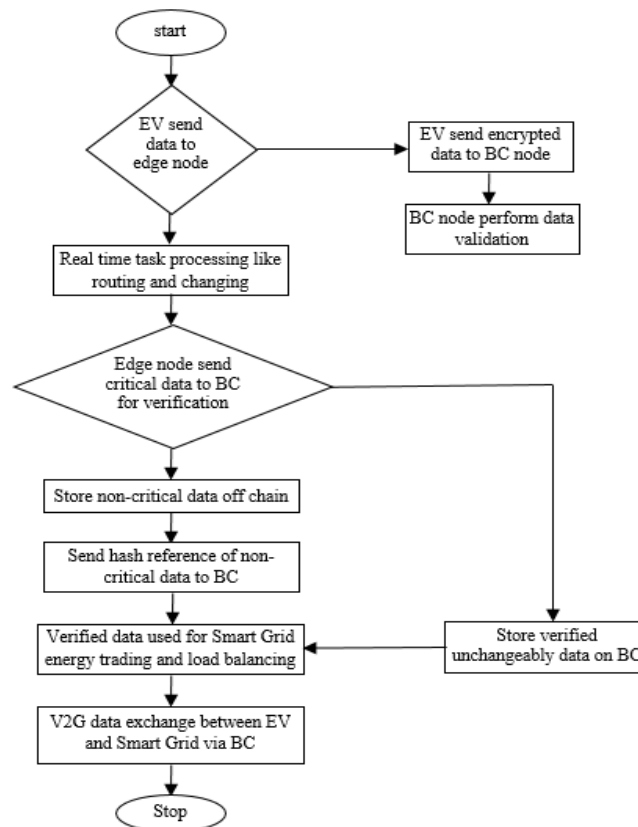 start
EV send
data to
edge node
EV send encrypted
data to BC node
BC node perform data
validation
Real time task processing like
routing and changing
Edge node send
critical data to BC
for verification
Store non-critical data off chain
Send hash reference of non-
critical data to BC
Verified data used for Smart Grid
energy trading and load balancing
Store verified
unchangeably data on BC
V2G data exchange between EV
and Smart Grid via BC
Stop